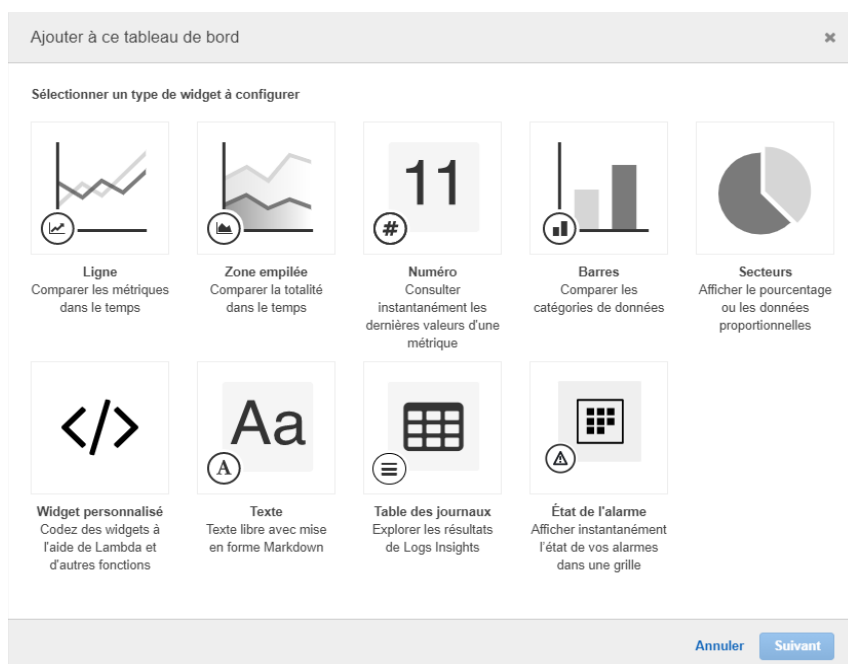 Ajouter à ce tableau de bord
Sélectionner un type de widget à configurer
11
#
Ligne
Comparer les métriques
dans le temps
Zone empilée
Comparer la totalité
dans le temps
Numéro
Consulter
instantanément les
dernières valeurs d'une
métrique
Barres
Comparer les
catégories de données
Secteurs
Afficher le pourcentage
ou les données
proportionnelles
</>
Aa
A
Widget personnalisé
Codez des widgets à
l'aide de Lambda et
d'autres fonctions
Texte
Texte libre avec mise
en forme Markdown
Table des journaux
Explorer les résultats
de Logs Insights
État de l'alarme
Afficher instantanément
l'état de vos alarmes
dans une grille
Annuler
Suivant